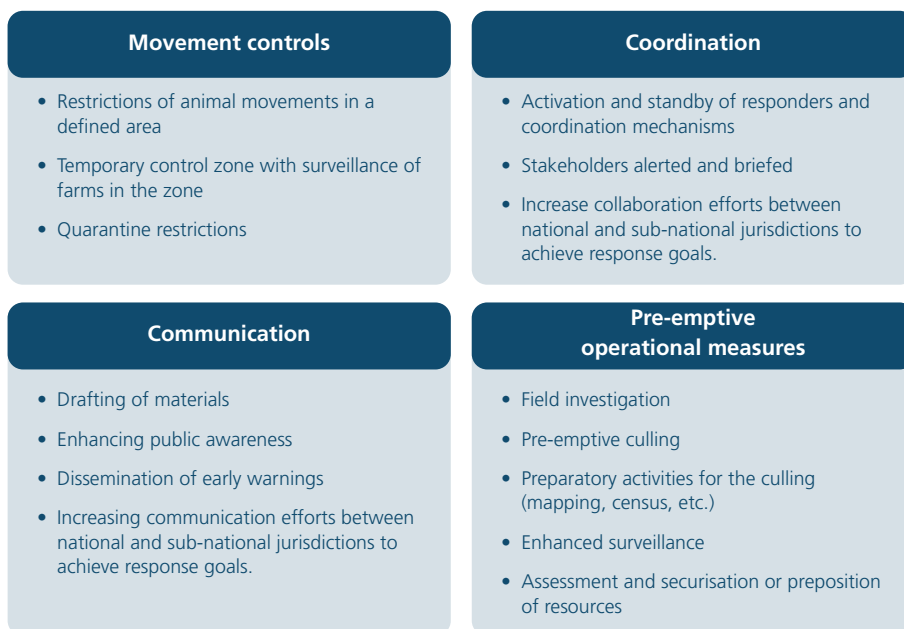 Movement controls
• Restrictions of animal movements in a
defined area
• Temporary control zone with surveillance of
farms in the zone
• Quarantine restrictions
Coordination
• Activation and standby of responders and
coordination mechanisms
• Stakeholders alerted and briefed
• Increase collaboration efforts between
national and sub-national jurisdictions to
achieve response goals.
Communication
• Drafting of materials
• Enhancing public awareness
• Dissemination of early warnings
• Increasing communication efforts between
national and sub-national jurisdictions to
achieve response goals.
Pre-emptive
operational measures
• Field investigation
• Pre-emptive culling
• Preparatory activities for the culling
(mapping, census, etc.)
• Enhanced surveillance
• Assessment and securisation or preposition
of resources